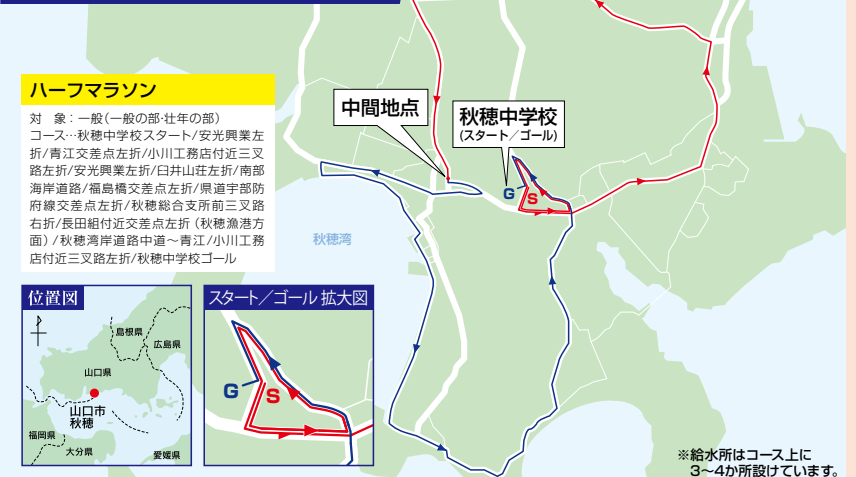 ハーフマラソン
対　象：一般(一般の部・壮年の部)
コース…秋穂中学校スタート/安光興業左
折/青江交差点左折/小川工務店付近三叉
路左折/安光興業左折/臼井山荘左折/南部
海岸道路/福島橋交差点左折/県道宇部防
府線交差点左折/秋穂総合支所前三叉路
右折/長田組付近交差点左折（秋穂漁港方
面）/秋穂湾岸道路中道〜青江/小川工務
店付近三叉路左折/秋穂中学校ゴール
中間地点
秋穂中学校
(スタート／ゴール)
G
S
秋穂湾
位置図
島根県
広島県
山口県
山口市
秋穂
福岡県
大分県
愛媛県
スタート／ゴール 拡大図
G
S
※給水所はコース上に
3〜4か所設けています。